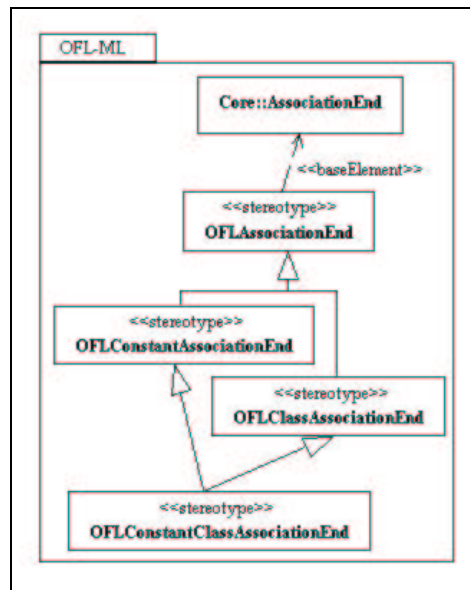 OFL-ML
Core::AssociationEnd
<<baseElement>>
<<stereotype>>
OFLAssociationEnd
<<stereotype>>
OFLConstantAssociationEnd
<<stereotype>>
OFLClassAssociationEnd
<<stereotype>>
OFLConstantClassAssociationEnd